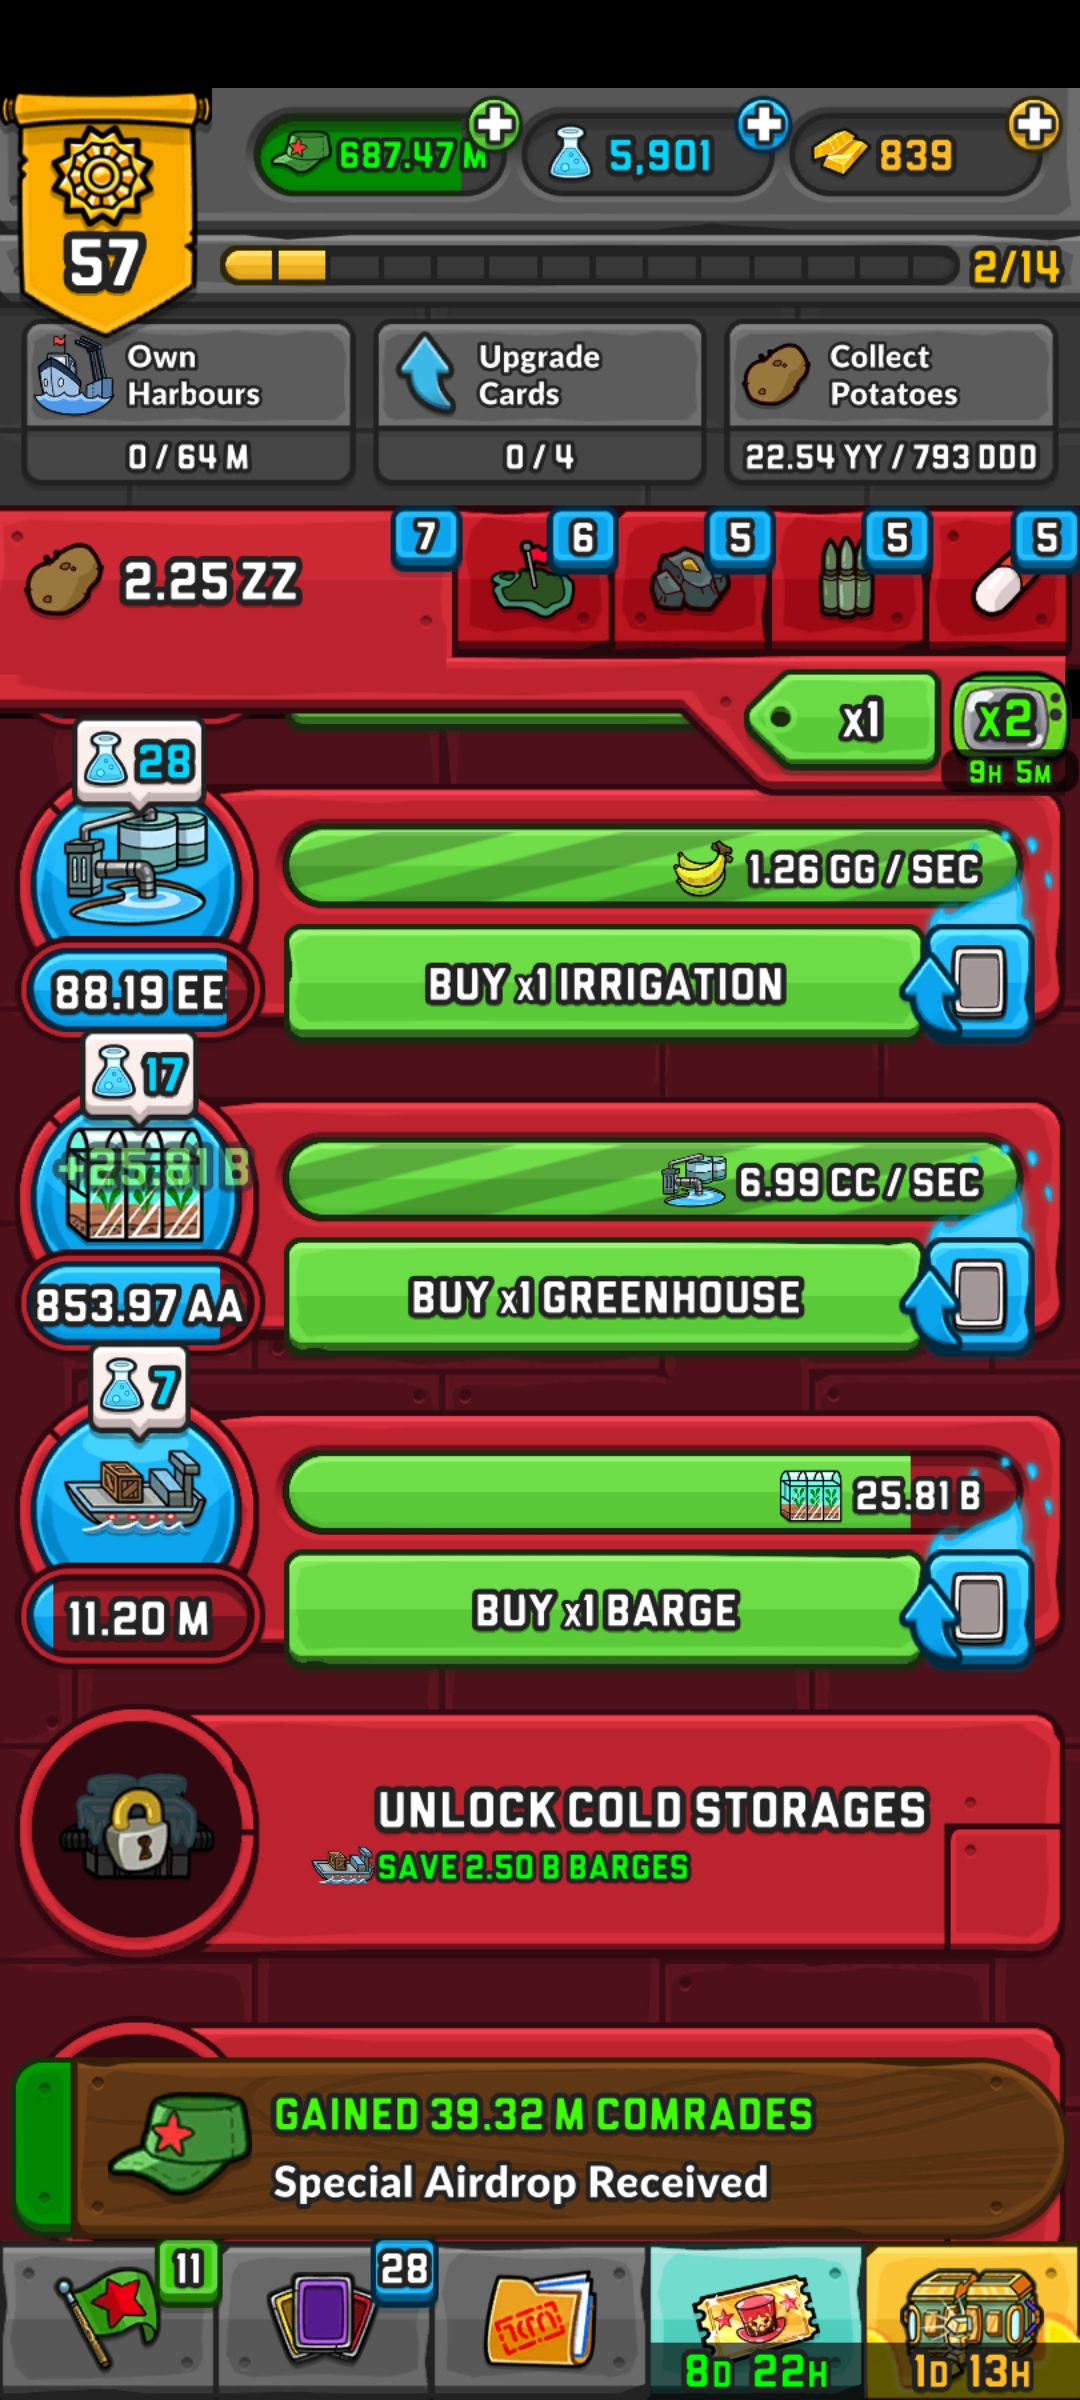 687.47 M
5,901
839
57
2/14
Own
Harbours
0 / 64 M
Upgrade
Cards
0 / 4
Collect
Potatoes
22.54 YY / 793 DDD
2.25 ZZ
7
6
5
5
5
x1
x2
9H 5M
28
1.26 GG / SEC
88.19 EE
BUY x1 IRRIGATION
17
+25.81 B
6.99 CC / SEC
853.97 AA
BUY x1 GREENHOUSE
7
25.81 B
11.20 M
BUY x1 BARGE
UNLOCK COLD STORAGES
SAVE 2.50 B BARGES
GAINED 39.32 M COMRADES
Special Airdrop Received
11
28
8D 22H
1D 13H